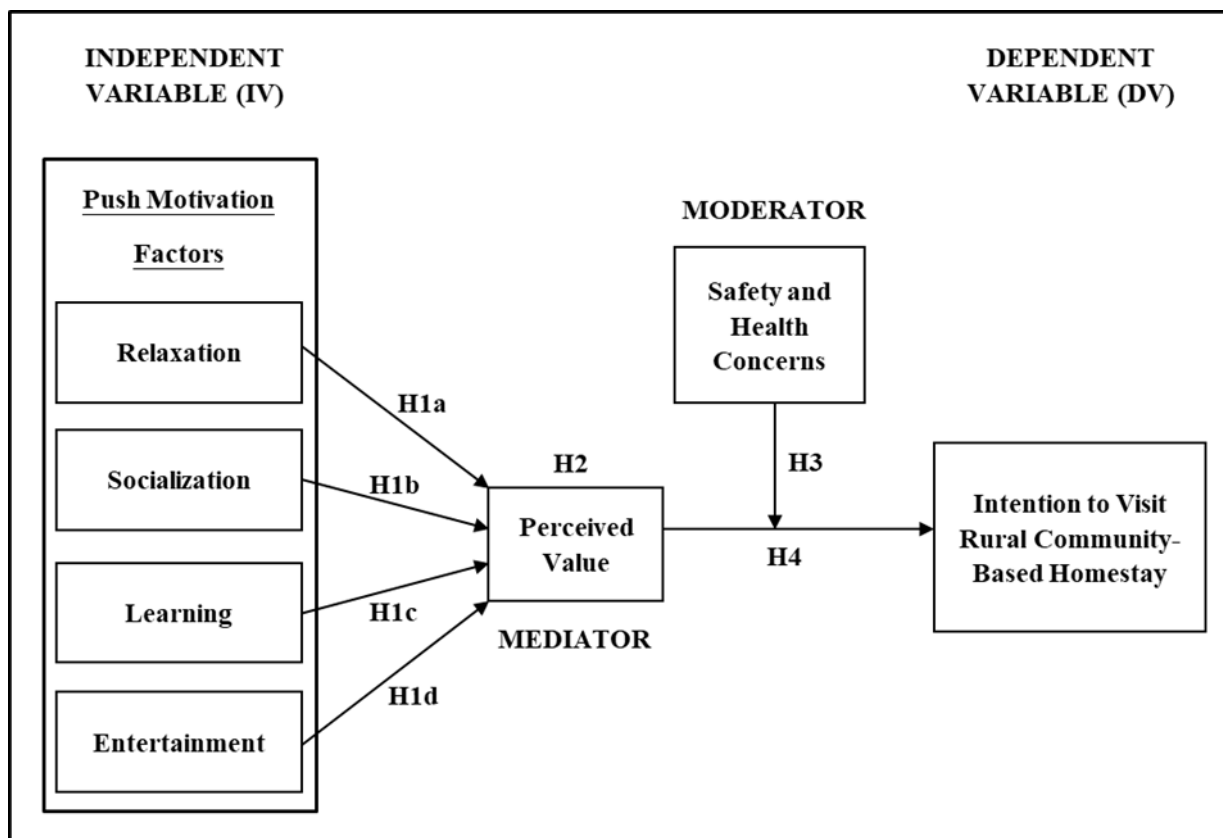 INDEPENDENT
VARIABLE (IV)
DEPENDENT
VARIABLE (DV)
Push Motivation
Factors
Relaxation
Socialization
Learning
Entertainment
H1a
H1b
H1c
H1d
H2
Perceived
Value
MEDIATOR
MODERATOR
Safety and
Health
Concerns
H3
H4
Intention to Visit
Rural Community-
Based Homestay